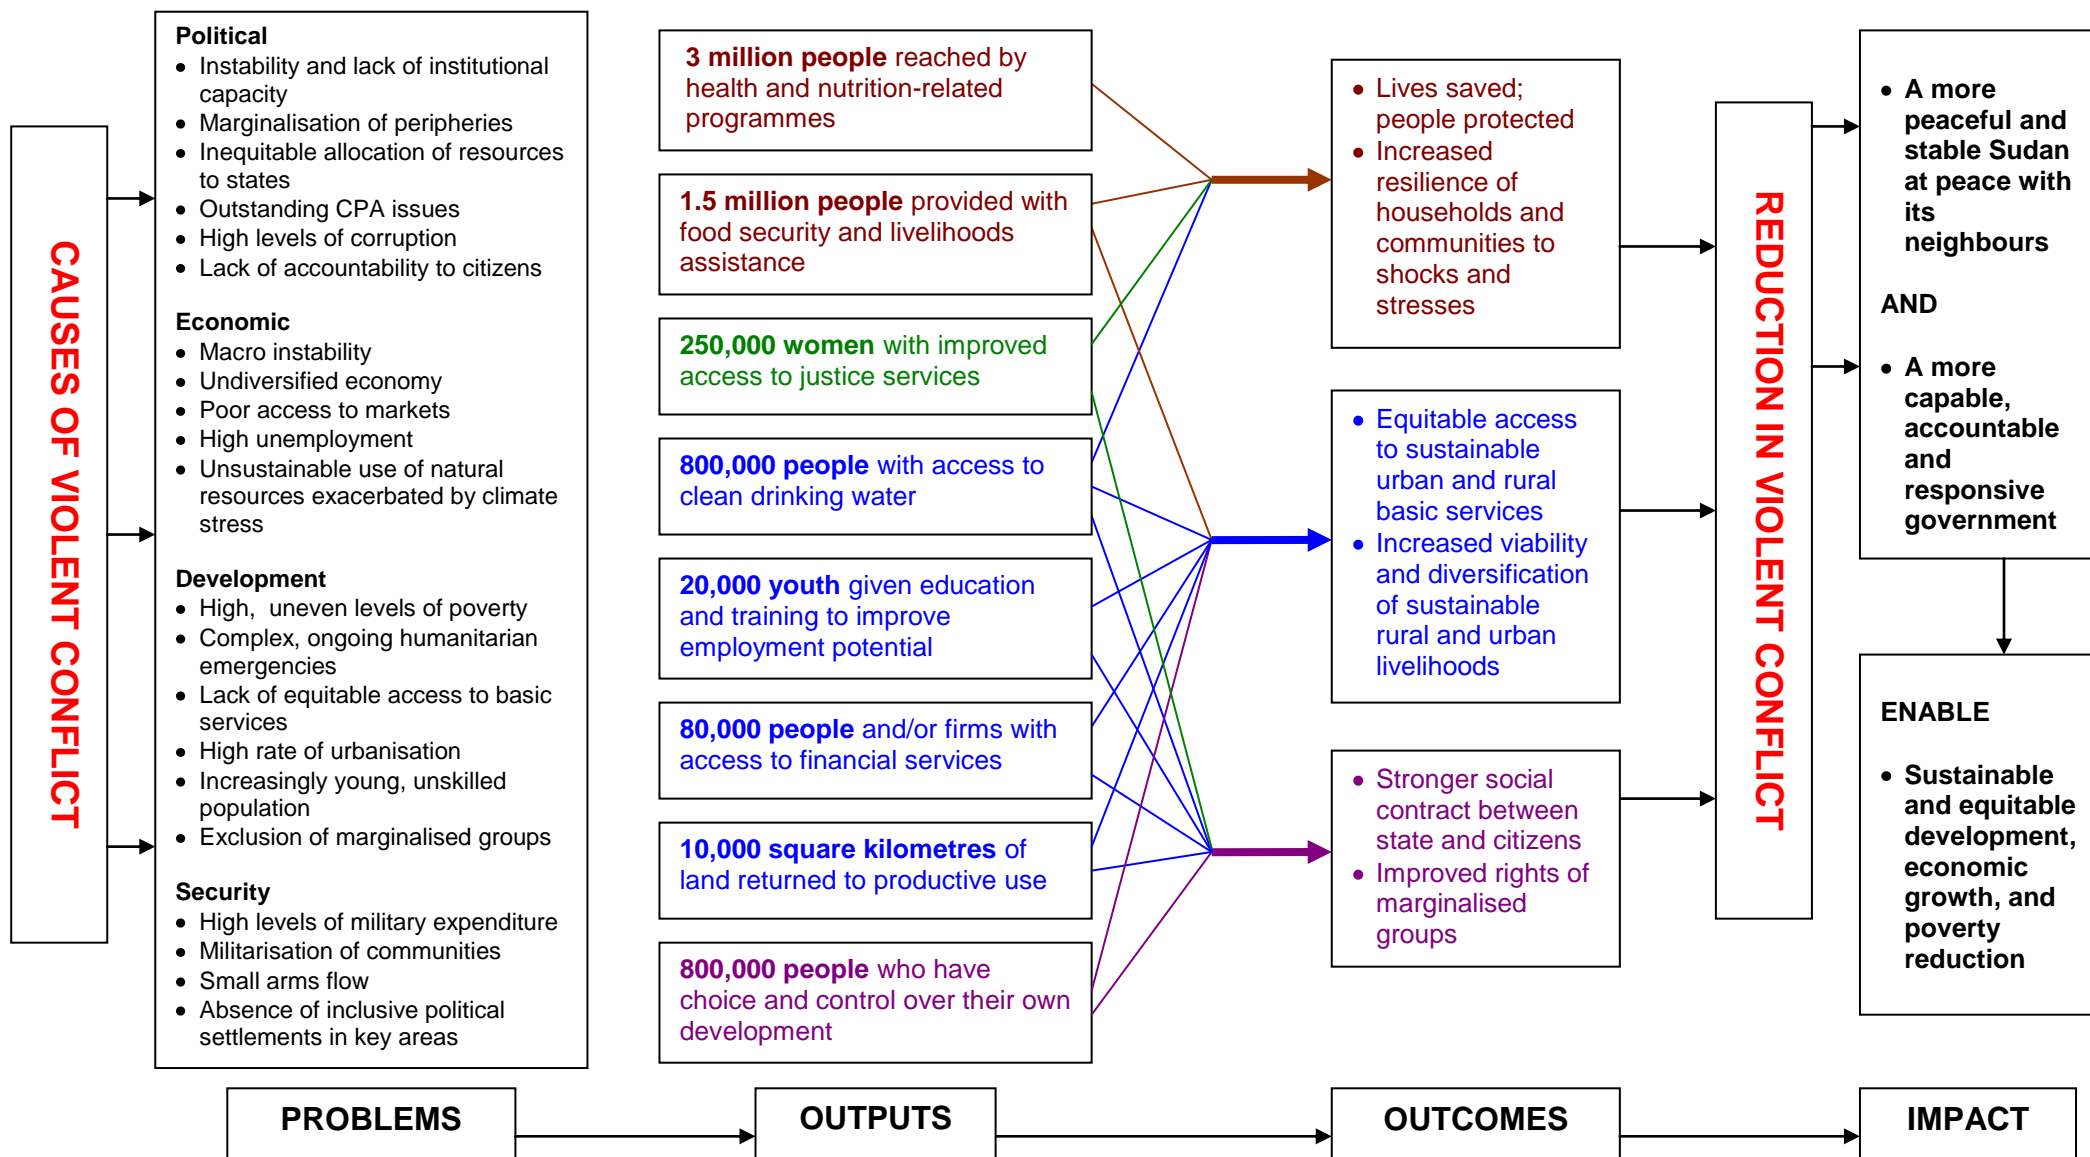 CAUSES OF VIOLENT CONFLICT
Political
• Instability and lack of institutional
capacity
• Marginalisation of peripheries
• Inequitable allocation of resources
to states
• Outstanding CPA issues
• High levels of corruption
• Lack of accountability to citizens
Economic
• Macro instability
• Undiversified economy
• Poor access to markets
• High unemployment
• Unsustainable use of natural
resources exacerbated by climate
stress
Development
• High,  uneven levels of poverty
• Complex, ongoing humanitarian
emergencies
• Lack of equitable access to basic
services
• High rate of urbanisation
• Increasingly young, unskilled
population
• Exclusion of marginalised groups
Security
• High levels of military expenditure
• Militarisation of communities
• Small arms flow
• Absence of inclusive political
settlements in key areas
3 million people reached by
health and nutrition-related
programmes
1.5 million people provided with
food security and livelihoods
assistance
250,000 women with improved
access to justice services
800,000 people with access to
clean drinking water
20,000 youth given education
and training to improve
employment potential
80,000 people and/or firms with
access to financial services
10,000 square kilometres of
land returned to productive use
800,000 people who have
choice and control over their own
development
• Lives saved;
people protected
• Increased
resilience of
households and
communities to
shocks and
stresses
• Equitable access
to sustainable
urban and rural
basic services
• Increased viability
and diversification
of sustainable
rural and urban
livelihoods
• Stronger social
contract between
state and citizens
• Improved rights of
marginalised
groups
REDUCTION IN VIOLENT CONFLICT
• A more
peaceful and
stable Sudan
at peace with
its
neighbours
AND
• A more
capable,
accountable
and
responsive
government
ENABLE
• Sustainable
and equitable
development,
economic
growth, and
poverty
reduction
PROBLEMS
OUTPUTS
OUTCOMES
IMPACT